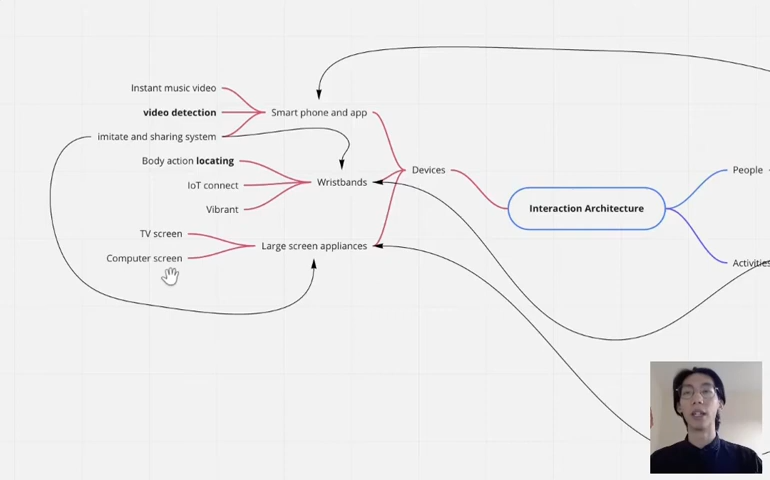 Instant music video
video detection
imitate and sharing system
Smart phone and app
Body action locating
IoT connect
Vibrant
Wristbands
TV screen
Computer screen
Large screen appliances
Devices
Interaction Architecture
People
Activities